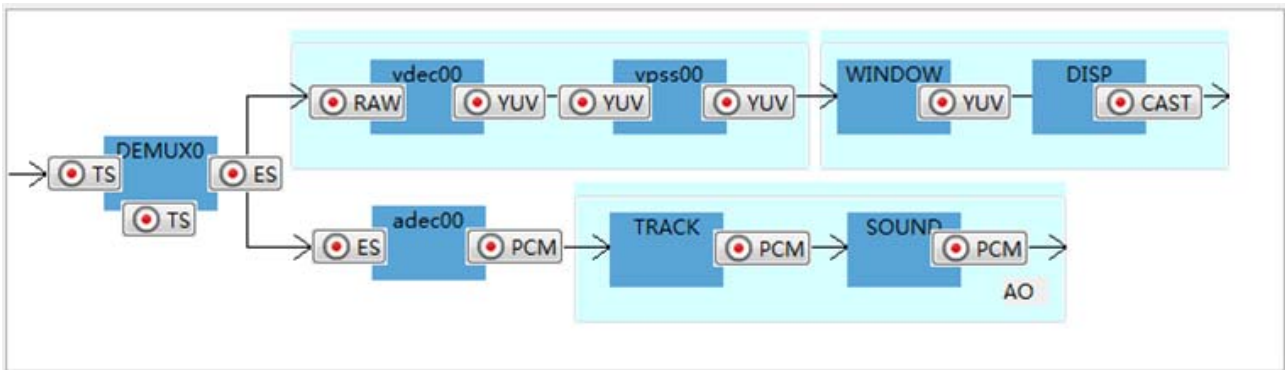 vdec00
vpss00
WINDOW
DISP
RAW
YUV
YUV
YUV
YUV
CAST
DEMUX0
TS
ES
TS
adec00
TRACK
SOUND
ES
PCM
PCM
PCM
AO